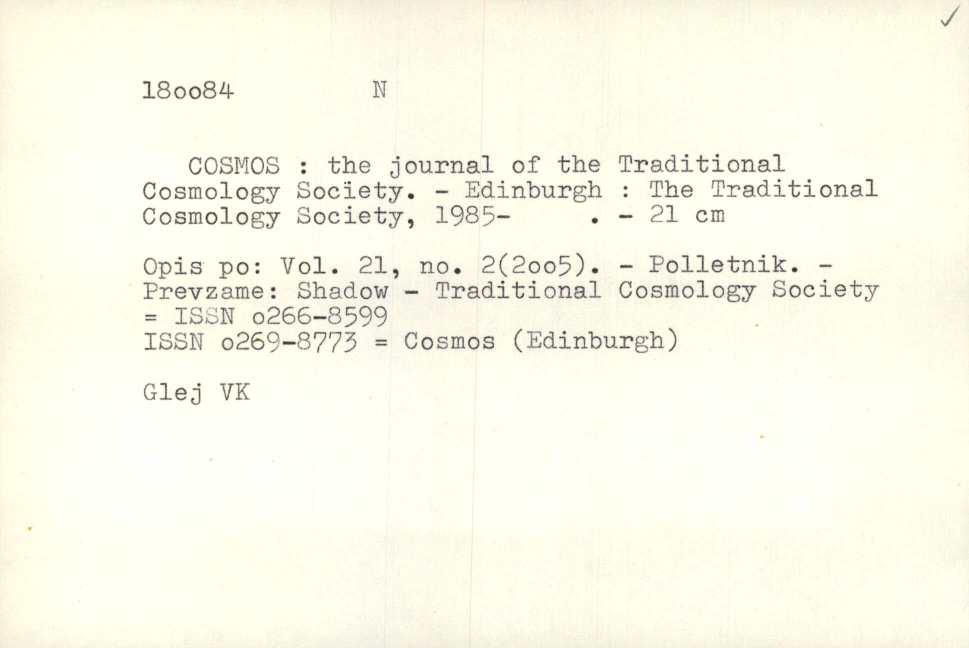 18oo84 N
COSMOS : the journal of the Traditional
Cosmology Society. - Edinburgh : The Traditional
Cosmology Society, 1985- . - 21 cm
Opis po: Vol. 21, no. 2(2oo5). - Polletnik. -
Prevzame: Shadow - Traditional Cosmology Society
= ISSN o266-8599
ISSN o269-8773 = Cosmos (Edinburgh)
Glej VK